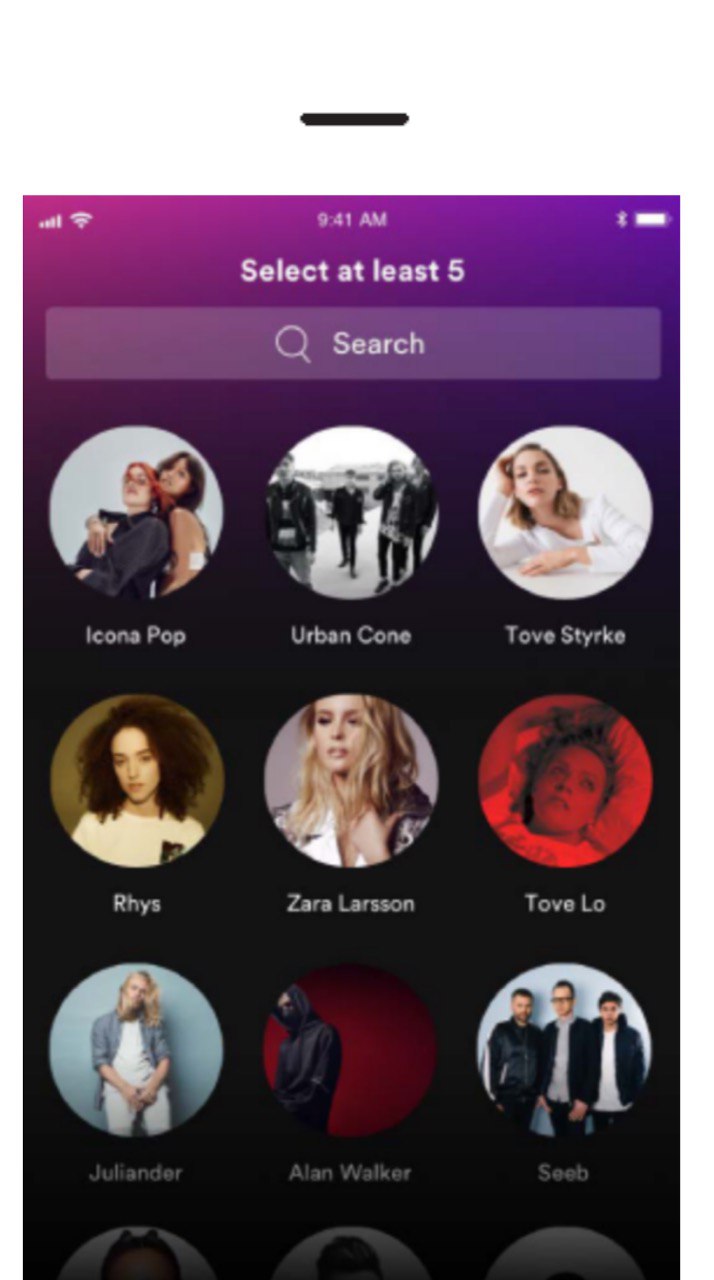 9:41 AM
Select at least 5
Search
Icona Pop
Urban Cone
Tove Styrke
Rhys
Zara Larsson
Tove Lo
Juliander
Alan Walker
Seeb